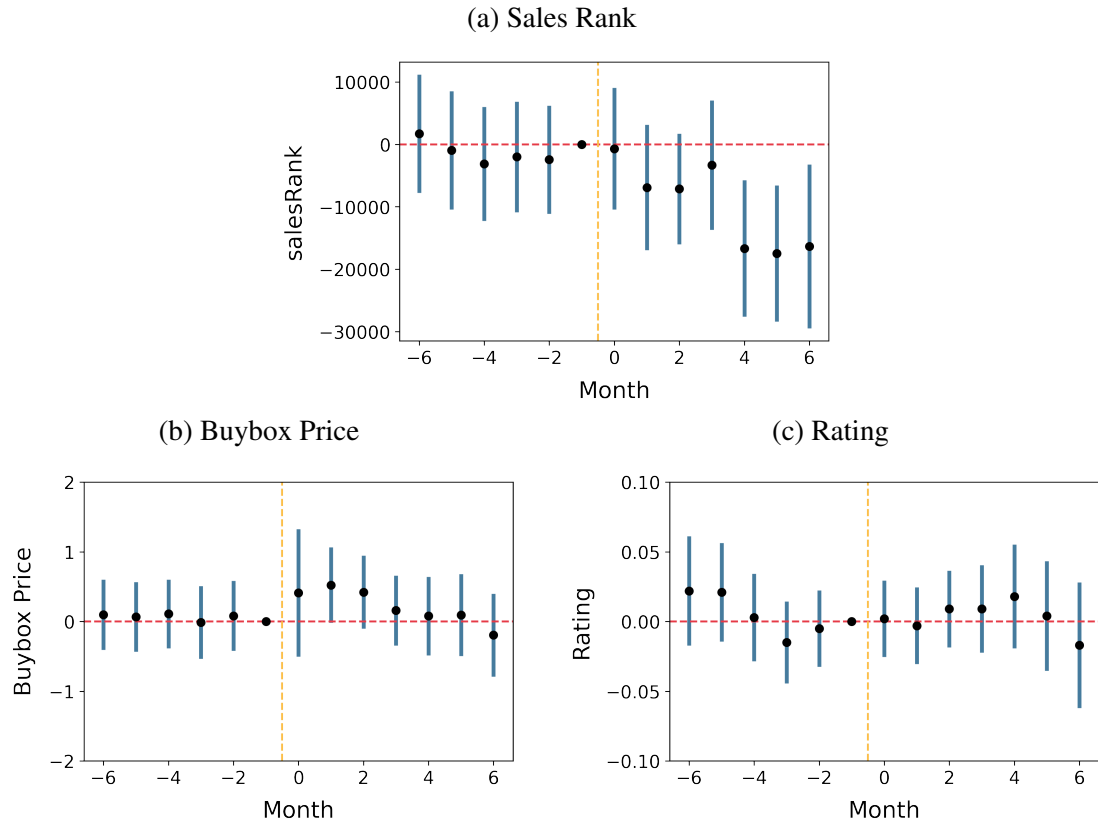 (a) Sales Rank
10000
0
−10000
−20000
−30000
salesRank
−6 −4 −2 0 2 4 6
Month
(b) Buybox Price
2
1
0
−1
−2
Buybox Price
−6 −4 −2 0 2 4 6
Month
(c) Rating
0.10
0.05
0.00
−0.05
−0.10
Rating
−6 −4 −2 0 2 4 6
Month